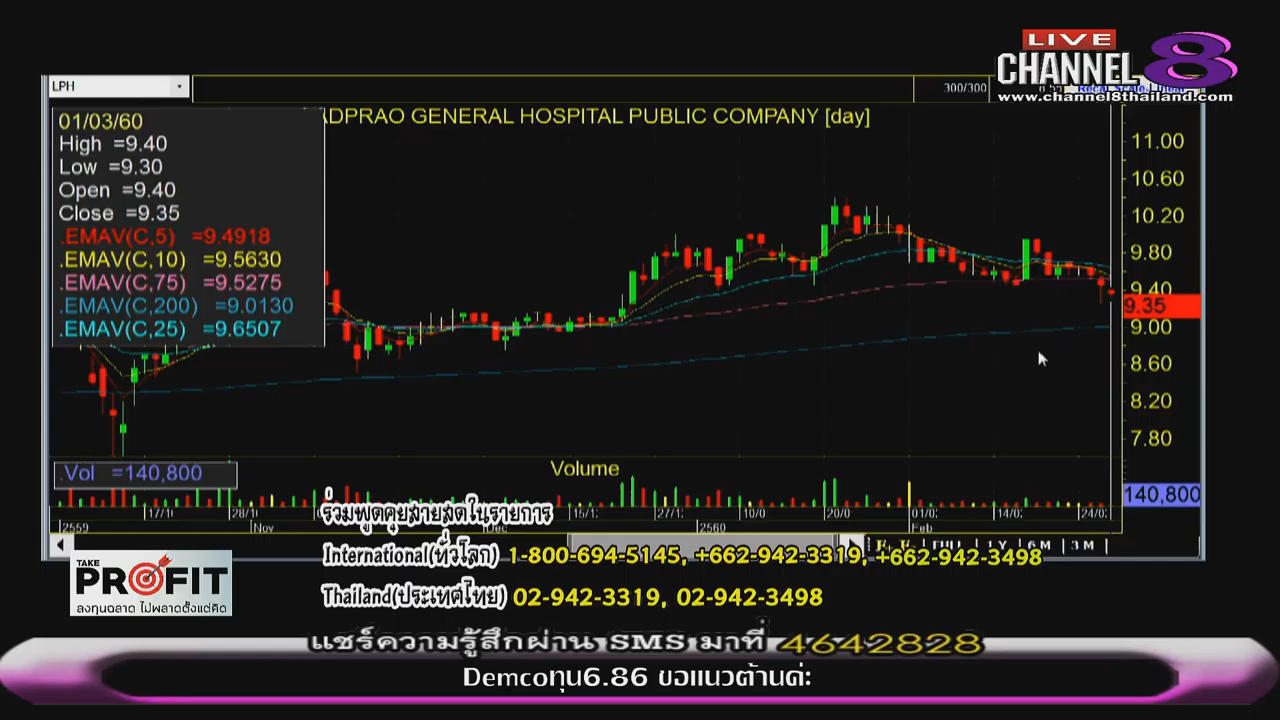 LIVE
CHANNEL 8
www.channel8thailand.com
LPH
300/300
ADPRAO GENERAL HOSPITAL PUBLIC COMPANY [day]
01/03/60
High =9.40
Low =9.30
Open =9.40
Close =9.35
.EMAV(C,5) =9.4918
.EMAV(C,10) =9.5630
.EMAV(C,75) =9.5275
.EMAV(C,200) =9.0130
.EMAV(C,25) =9.6507
11.00
10.60
10.20
9.80
9.40
9.35
9.00
8.60
8.20
7.80
.Vol =140,800
Volume
140,800
17/1
28/1
15/1
27/1
10/0
20/0
01/0
14/0
24/0
2559
Nov
2560
Feb
1 Y 6 M 3 M
ร่วมพูดคุยสายสดในรายการ
International(ทั่วโลก) 1-800-694-5145, +662-942-3319, +662-942-3498
Thailand(ประเทศไทย) 02-942-3319, 02-942-3498
TAKE
PROFIT
ลงทุนฉลาด ไม่พลาดตั้งแต่คิด
แชร์ความรู้สึกผ่าน SMS มาที่ 4642828
Demcoทุน6.86 ขอแนวต้านค่ะ